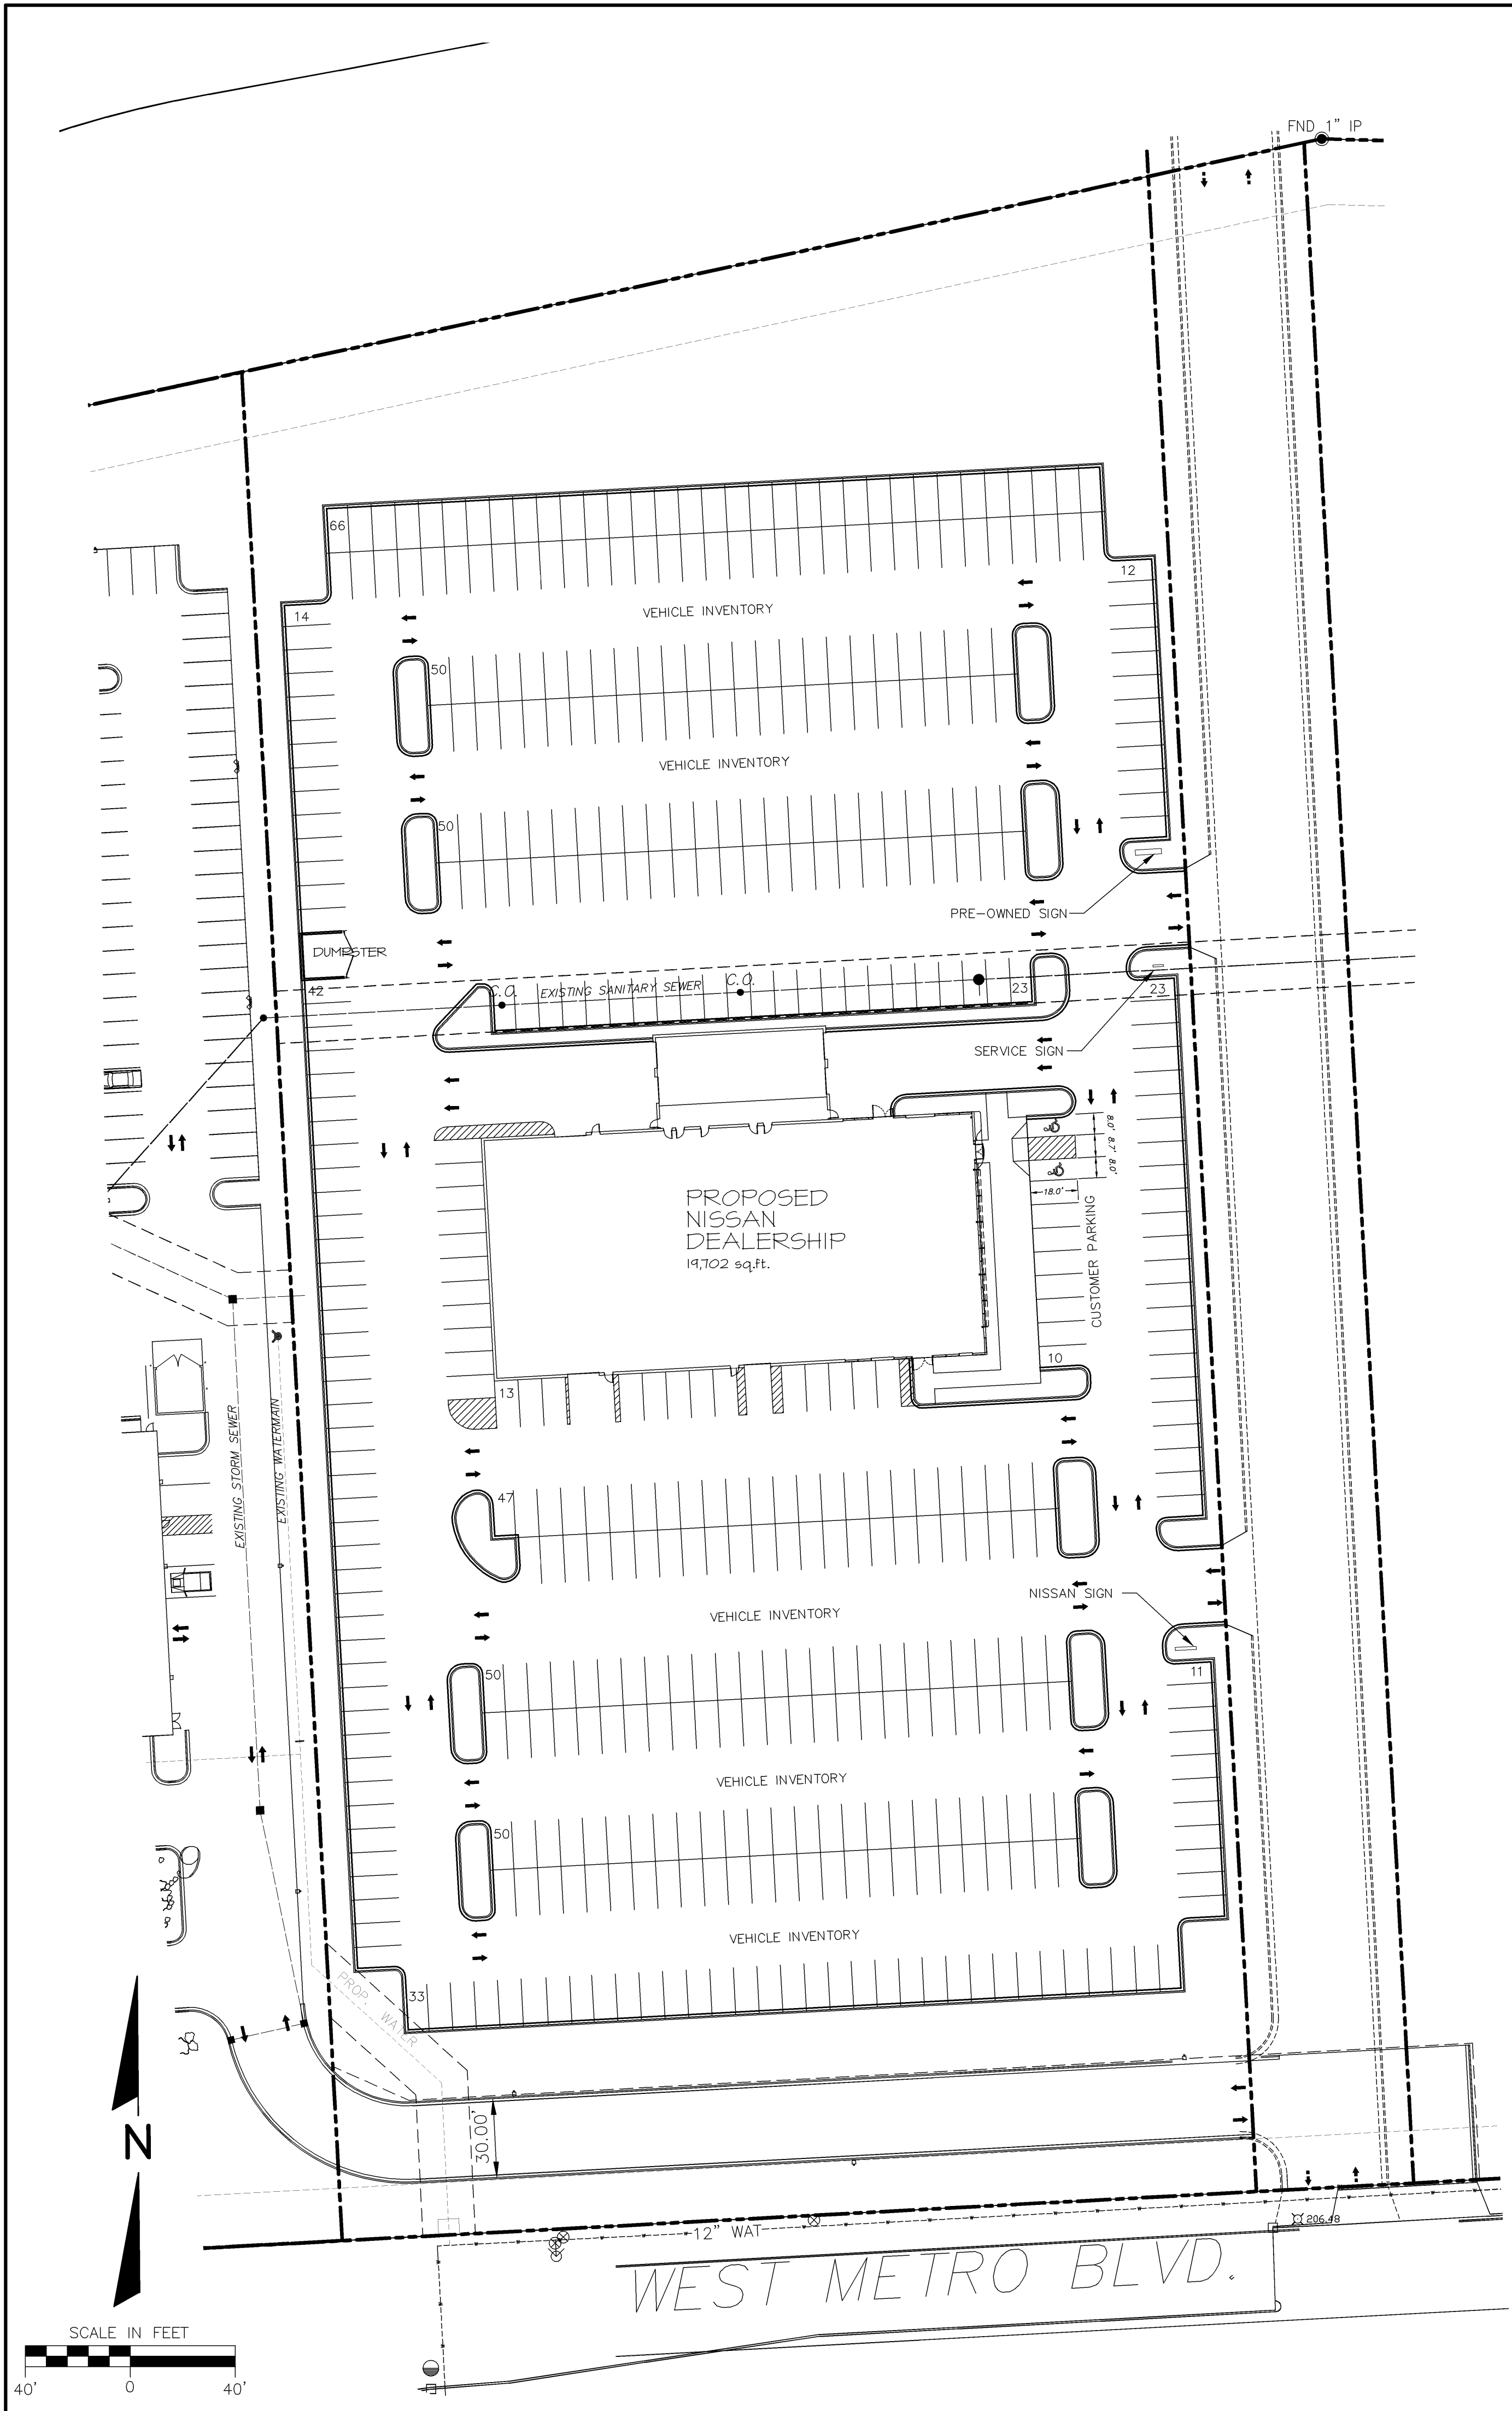 FND 1" IP
66
12
14
VEHICLE INVENTORY
50
VEHICLE INVENTORY
50
PRE-OWNED SIGN
DUMPSTER
42
C.O.
EXISTING SANITARY SEWER
C.O.
23
23
SERVICE SIGN
8.0'
8.7'
8.0'
18.0'
PROPOSED
NISSAN
DEALERSHIP
19,702 sq.ft.
CUSTOMER PARKING
10
13
EXISTING STORM SEWER
EXISTING WATERMAIN
47
NISSAN SIGN
VEHICLE INVENTORY
50
11
VEHICLE INVENTORY
50
VEHICLE INVENTORY
33
PROP. WATER
N
30.00'
12" WAT
206.48
WEST METRO BLVD.
SCALE IN FEET
40'
0
40'